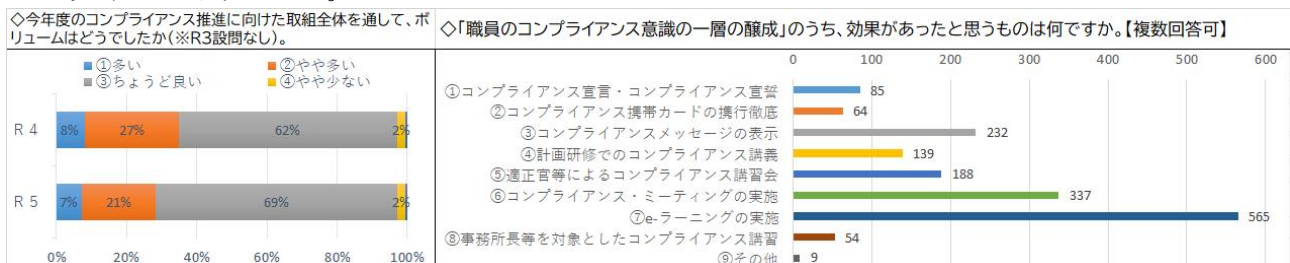 ◇今年度のコンプライアンス推進に向けた取組全体を通して、ボ
リュームはどうでしたか(※R3設問なし)。
①多い ②やや多い
③ちょうど良い ④やや少ない
R4 8% 27% 62% 2%
R5 7% 21% 69% 2%
0% 20% 40% 60% 80% 100%
◇「職員のコンプライアンス意識の一層の醸成」のうち、効果があったと思うものは何ですか。【複数回答可】
0 100 200 300 400 500 600
①コンプライアンス宣言・コンプライアンス宣誓 85
②コンプライアンス携帯カードの携行徹底 64
③コンプライアンスメッセージの表示 232
④計画研修でのコンプライアンス講義 139
⑤適正官等によるコンプライアンス講習会 188
⑥コンプライアンス・ミーティングの実施 337
⑦e-ラーニングの実施 565
⑧事務所長等を対象としたコンプライアンス講習 54
⑨その他 9